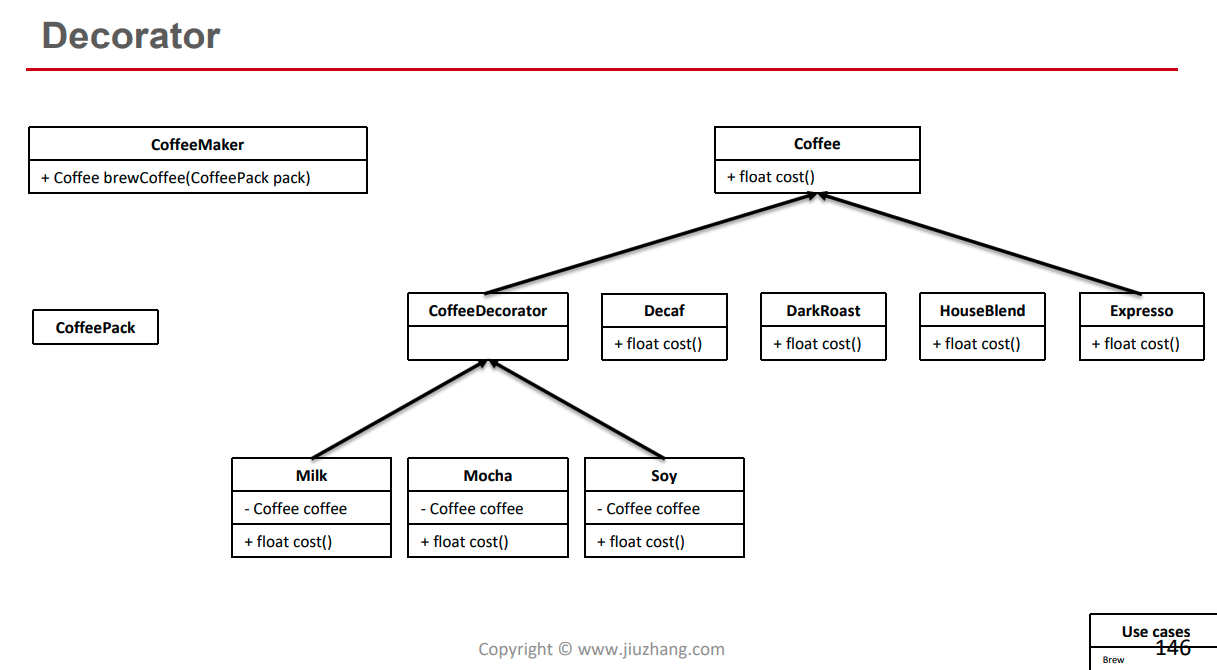 Decorator
CoffeeMaker
+ Coffee brewCoffee(CoffeePack pack)
Coffee
+ float cost()
CoffeePack
CoffeeDecorator
Decaf
+ float cost()
DarkRoast
+ float cost()
HouseBlend
+ float cost()
Expresso
+ float cost()
Milk
- Coffee coffee
+ float cost()
Mocha
- Coffee coffee
+ float cost()
Soy
- Coffee coffee
+ float cost()
Copyright © www.jiuzhang.com
Use cases
146
Brew